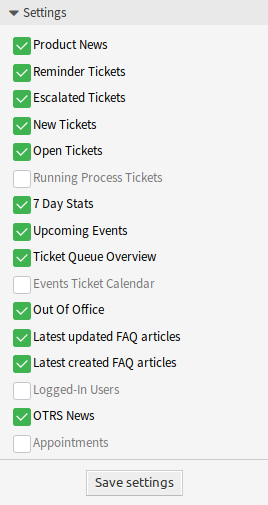 Settings
Product News
Reminder Tickets
Escalated Tickets
New Tickets
Open Tickets
Running Process Tickets
7 Day Stats
Upcoming Events
Ticket Queue Overview
Events Ticket Calendar
Out Of Office
Latest updated FAQ articles
Latest created FAQ articles
Logged-In Users
OTRS News
Appointments
Save settings